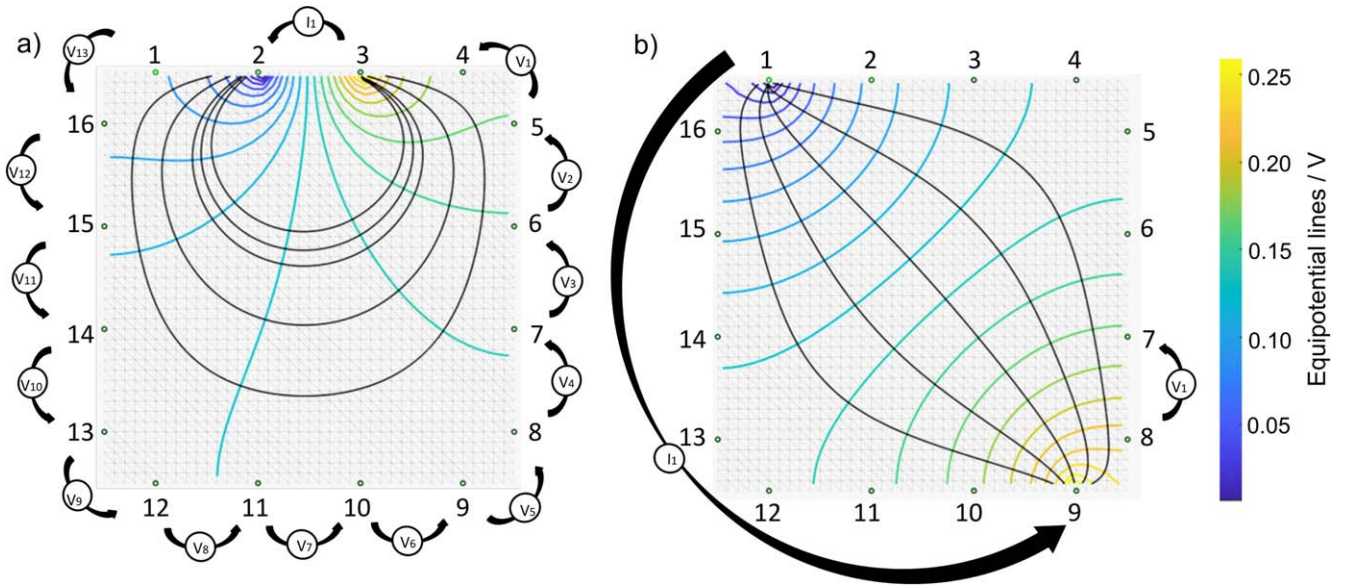 a)
I1
V13
1 2 3 4
V1
16 5
V12 V2
15 6
V11 V3
14 7
V10 V4
13 8
V9 V5
12 11 10 9
V8 V7 V6
b)
1 2 3 4
16 5
15 6
14 7
V1
13 8
I1
12 11 10 9
0.25
0.20
0.15
0.10
0.05
Equipotential lines / V